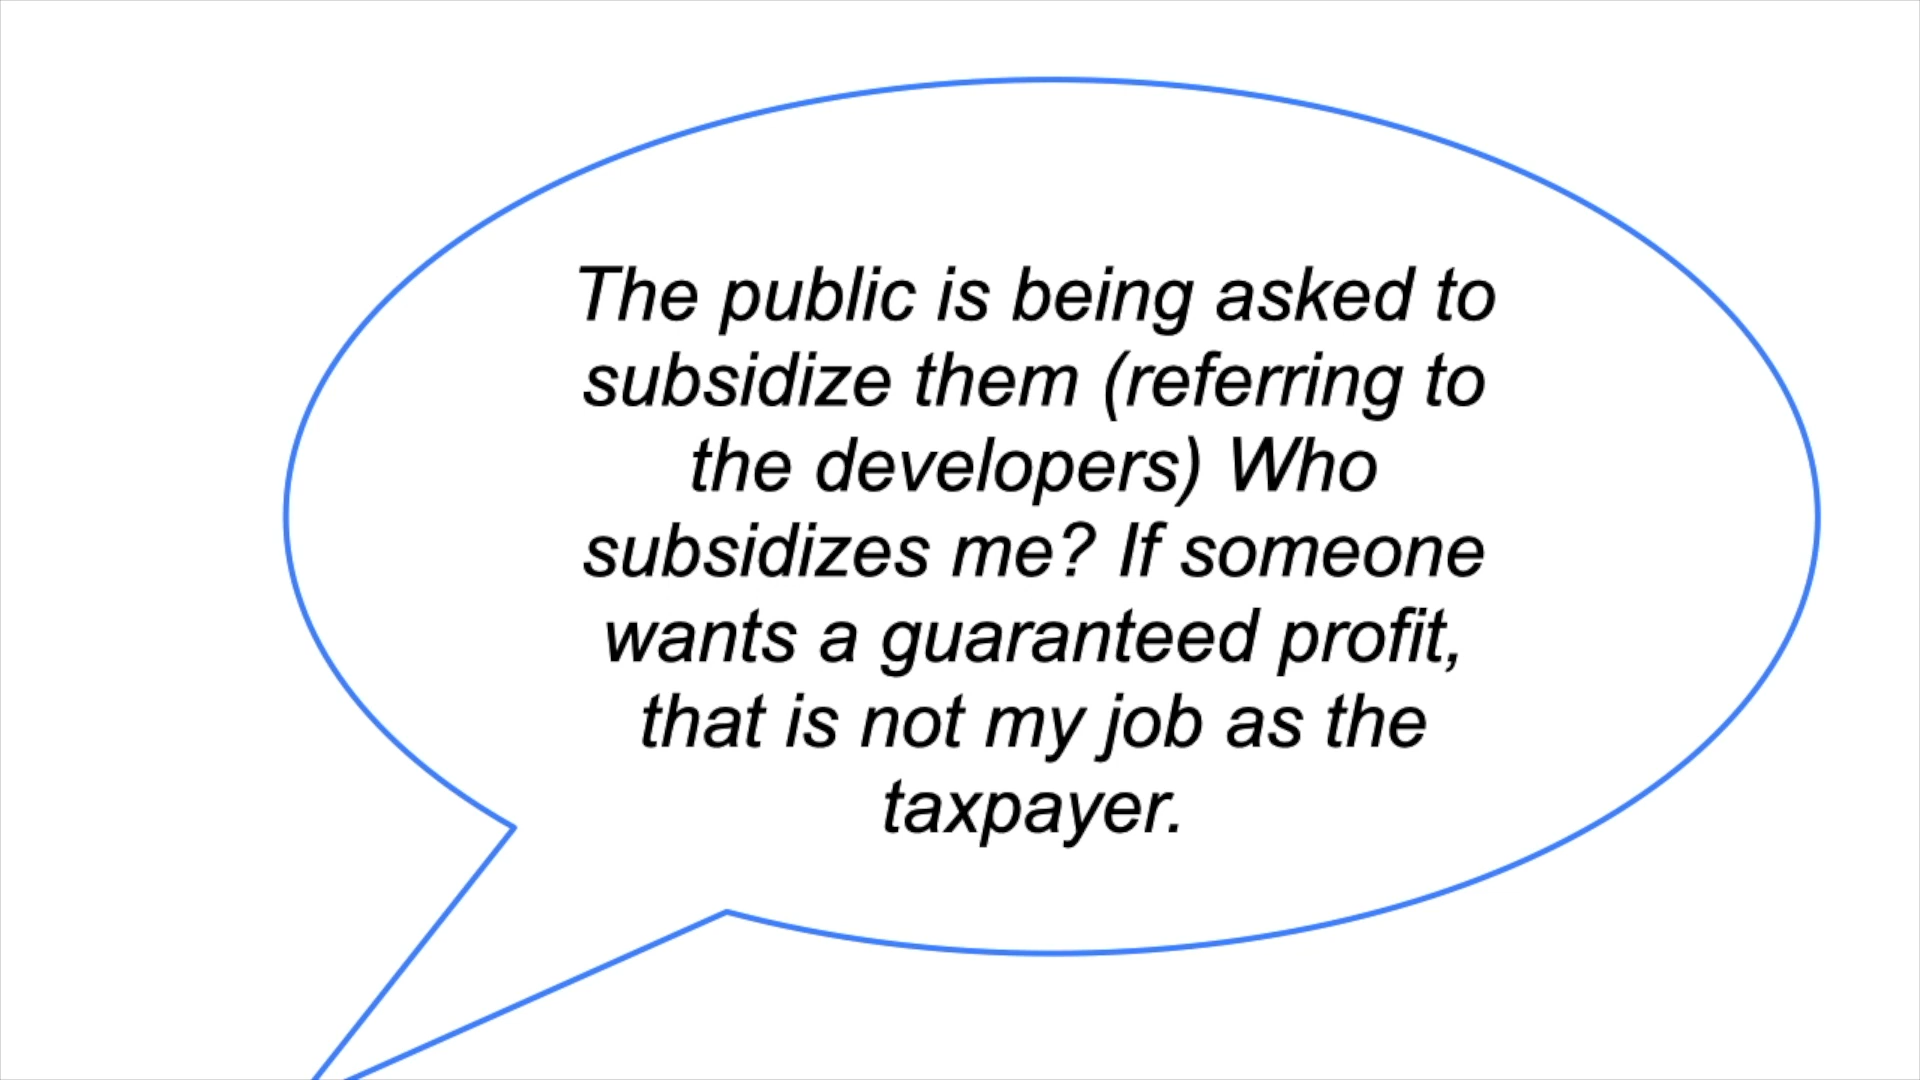 The public is being asked to
subsidize them (referring to
the developers) Who
subsidizes me? If someone
wants a guaranteed profit,
that is not my job as the
taxpayer.